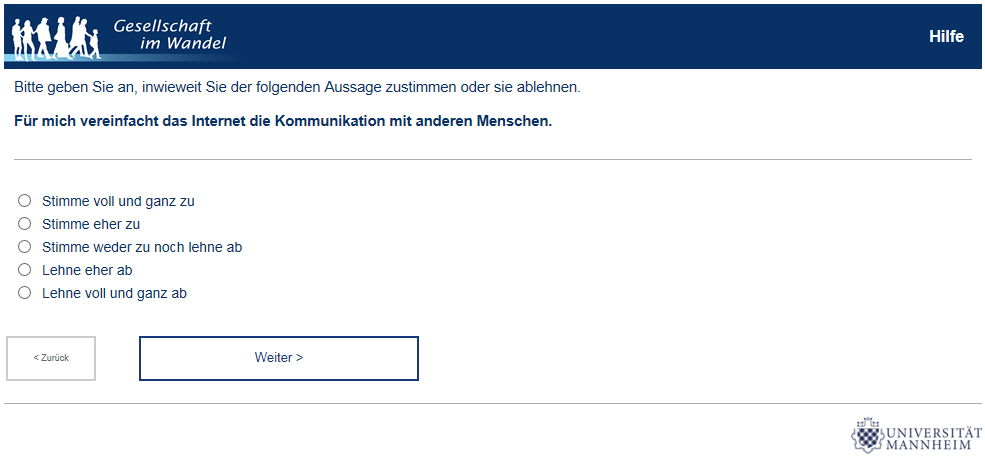 Gesellschaft
im Wandel
Hilfe
Bitte geben Sie an, inwieweit Sie der folgenden Aussage zustimmen oder sie ablehnen.
Für mich vereinfacht das Internet die Kommunikation mit anderen Menschen.
Stimme voll und ganz zu
Stimme eher zu
Stimme weder zu noch lehne ab
Lehne eher ab
Lehne voll und ganz ab
< Zurück
Weiter >
UNIVERSITÄT
MANNHEIM